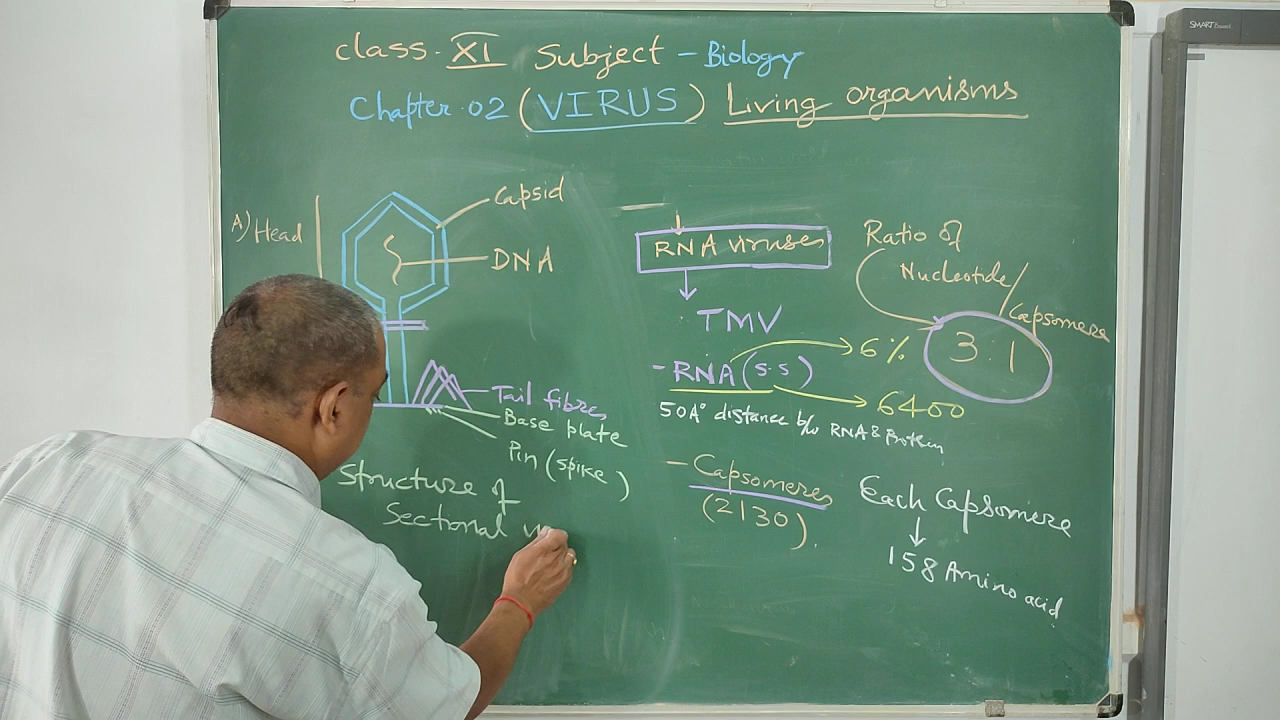 class. XI Subject - Biology
Chapter.02 (VIRUS) Living organisms
A) Head
Capsid
DNA
Tail fibres
Base plate
Pin (spike)
Structure of
Sectional
RNA viruses
TMV
- RNA (s.s)
6%
6400
50A° distance b/w RNA & Protein
- Capsomeres
(2130)
Ratio of
Nucleotide/
Capsomere
3:1
Each Capsomere
158 Amino acid
SMART Board